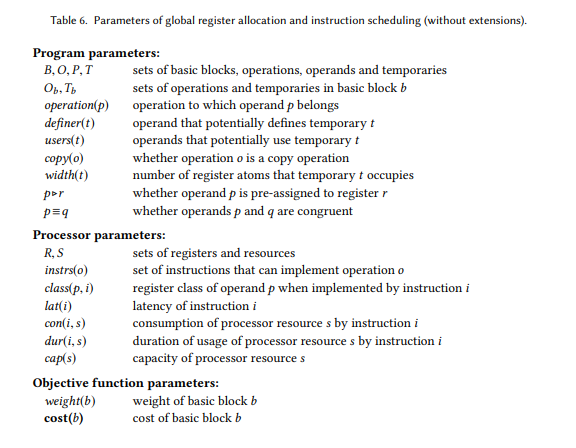 Table 6. Parameters of global register allocation and instruction scheduling (without extensions).
Program parameters:
B, O, P, T sets of basic blocks, operations, operands and temporaries
O_b, T_b sets of operations and temporaries in basic block b
operation(p) operation to which operand p belongs
definer(t) operand that potentially defines temporary t
users(t) operands that potentially use temporary t
copy(o) whether operation o is a copy operation
width(t) number of register atoms that temporary t occupies
p▹r whether operand p is pre-assigned to register r
p≡q whether operands p and q are congruent
Processor parameters:
R, S sets of registers and resources
instrs(o) set of instructions that can implement operation o
class(p, i) register class of operand p when implemented by instruction i
lat(i) latency of instruction i
con(i, s) consumption of processor resource s by instruction i
dur(i, s) duration of usage of processor resource s by instruction i
cap(s) capacity of processor resource s
Objective function parameters:
weight(b) weight of basic block b
cost(b) cost of basic block b